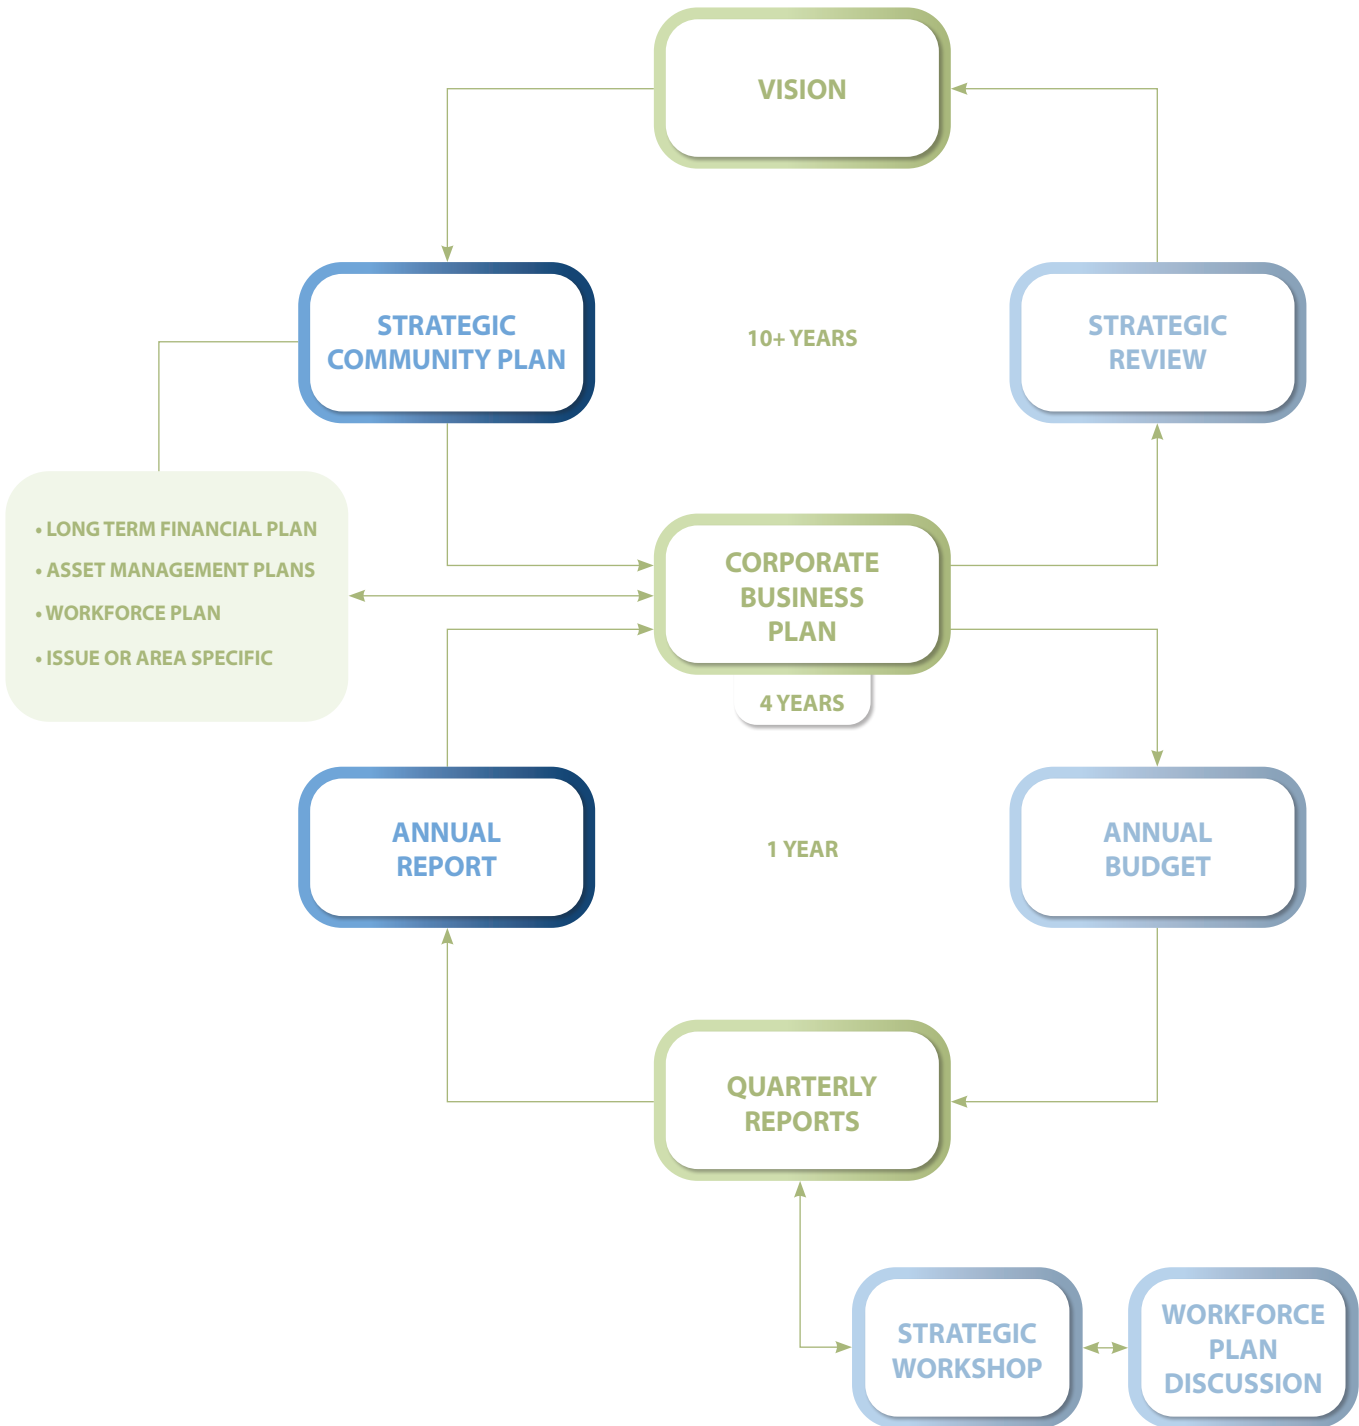 VISION
STRATEGIC
COMMUNITY PLAN
10+ YEARS
STRATEGIC
REVIEW
• LONG TERM FINANCIAL PLAN
• ASSET MANAGEMENT PLANS
• WORKFORCE PLAN
• ISSUE OR AREA SPECIFIC
CORPORATE
BUSINESS
PLAN
4 YEARS
ANNUAL
REPORT
1 YEAR
ANNUAL
BUDGET
QUARTERLY
REPORTS
STRATEGIC
WORKSHOP
WORKFORCE
PLAN
DISCUSSION